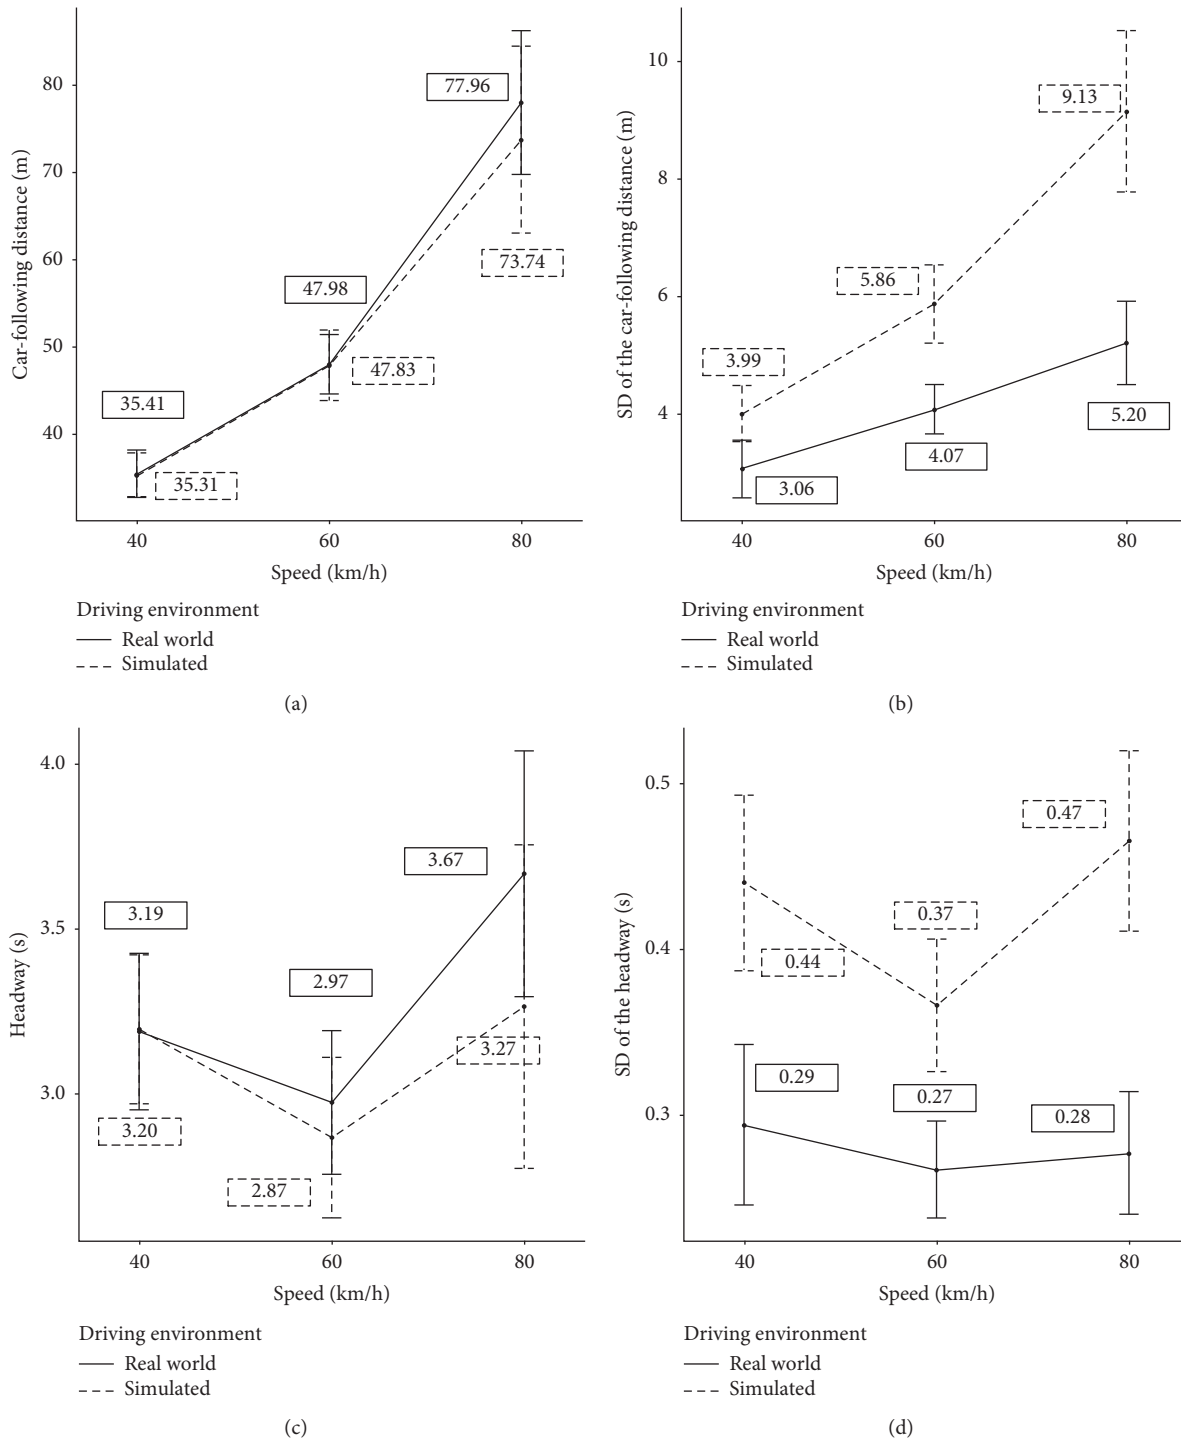 Car-following distance (m)
80
70
60
50
40
77.96
73.74
47.98
47.83
35.41
35.31
40
60
80
Speed (km/h)
Driving environment
Real world
Simulated
(a)
SD of the car-following distance (m)
10
8
6
4
9.13
5.86
3.99
5.20
4.07
3.06
40
60
80
Speed (km/h)
Driving environment
Real world
Simulated
(b)
Headway (s)
4.0
3.5
3.0
3.67
3.19
2.97
3.27
3.20
2.87
40
60
80
Speed (km/h)
Driving environment
Real world
Simulated
(c)
SD of the headway (s)
0.5
0.4
0.3
0.47
0.37
0.44
0.29
0.27
0.28
40
60
80
Speed (km/h)
Driving environment
Real world
Simulated
(d)